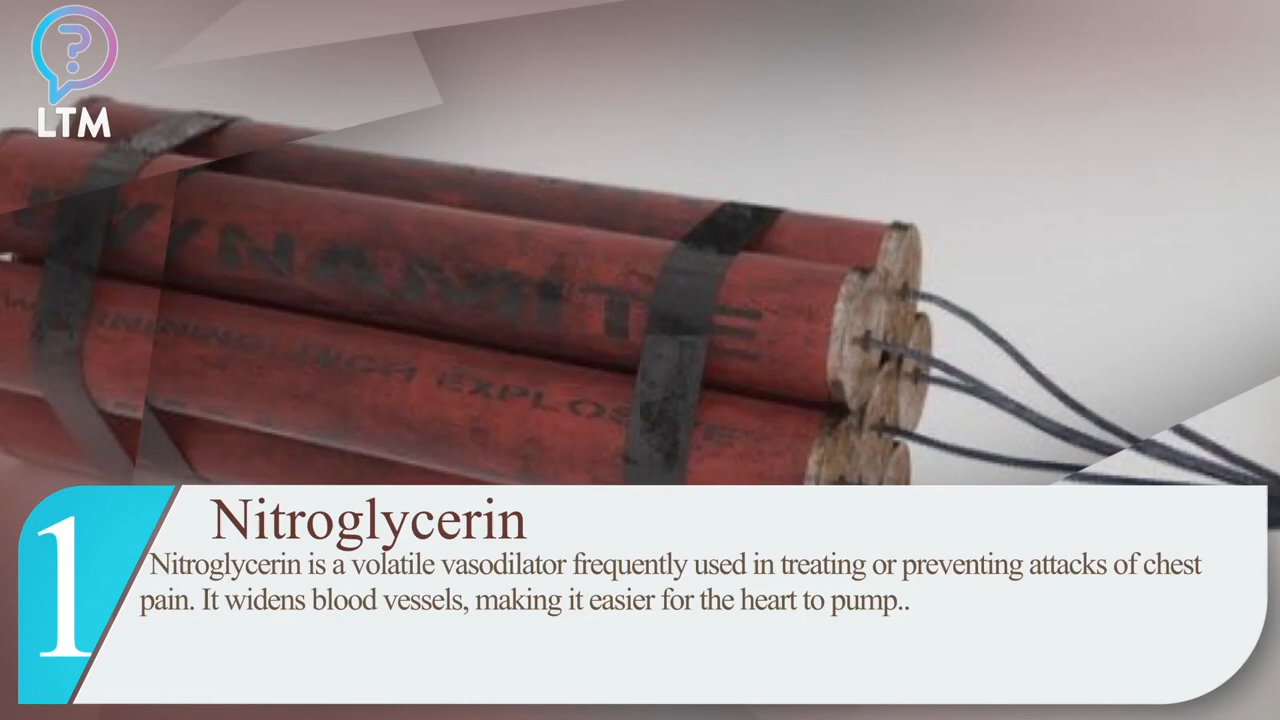 LTM
DYNAMITE
EXPLOSIVE
1
Nitroglycerin
Nitroglycerin is a volatile vasodilator frequently used in treating or preventing attacks of chest
pain. It widens blood vessels, making it easier for the heart to pump..